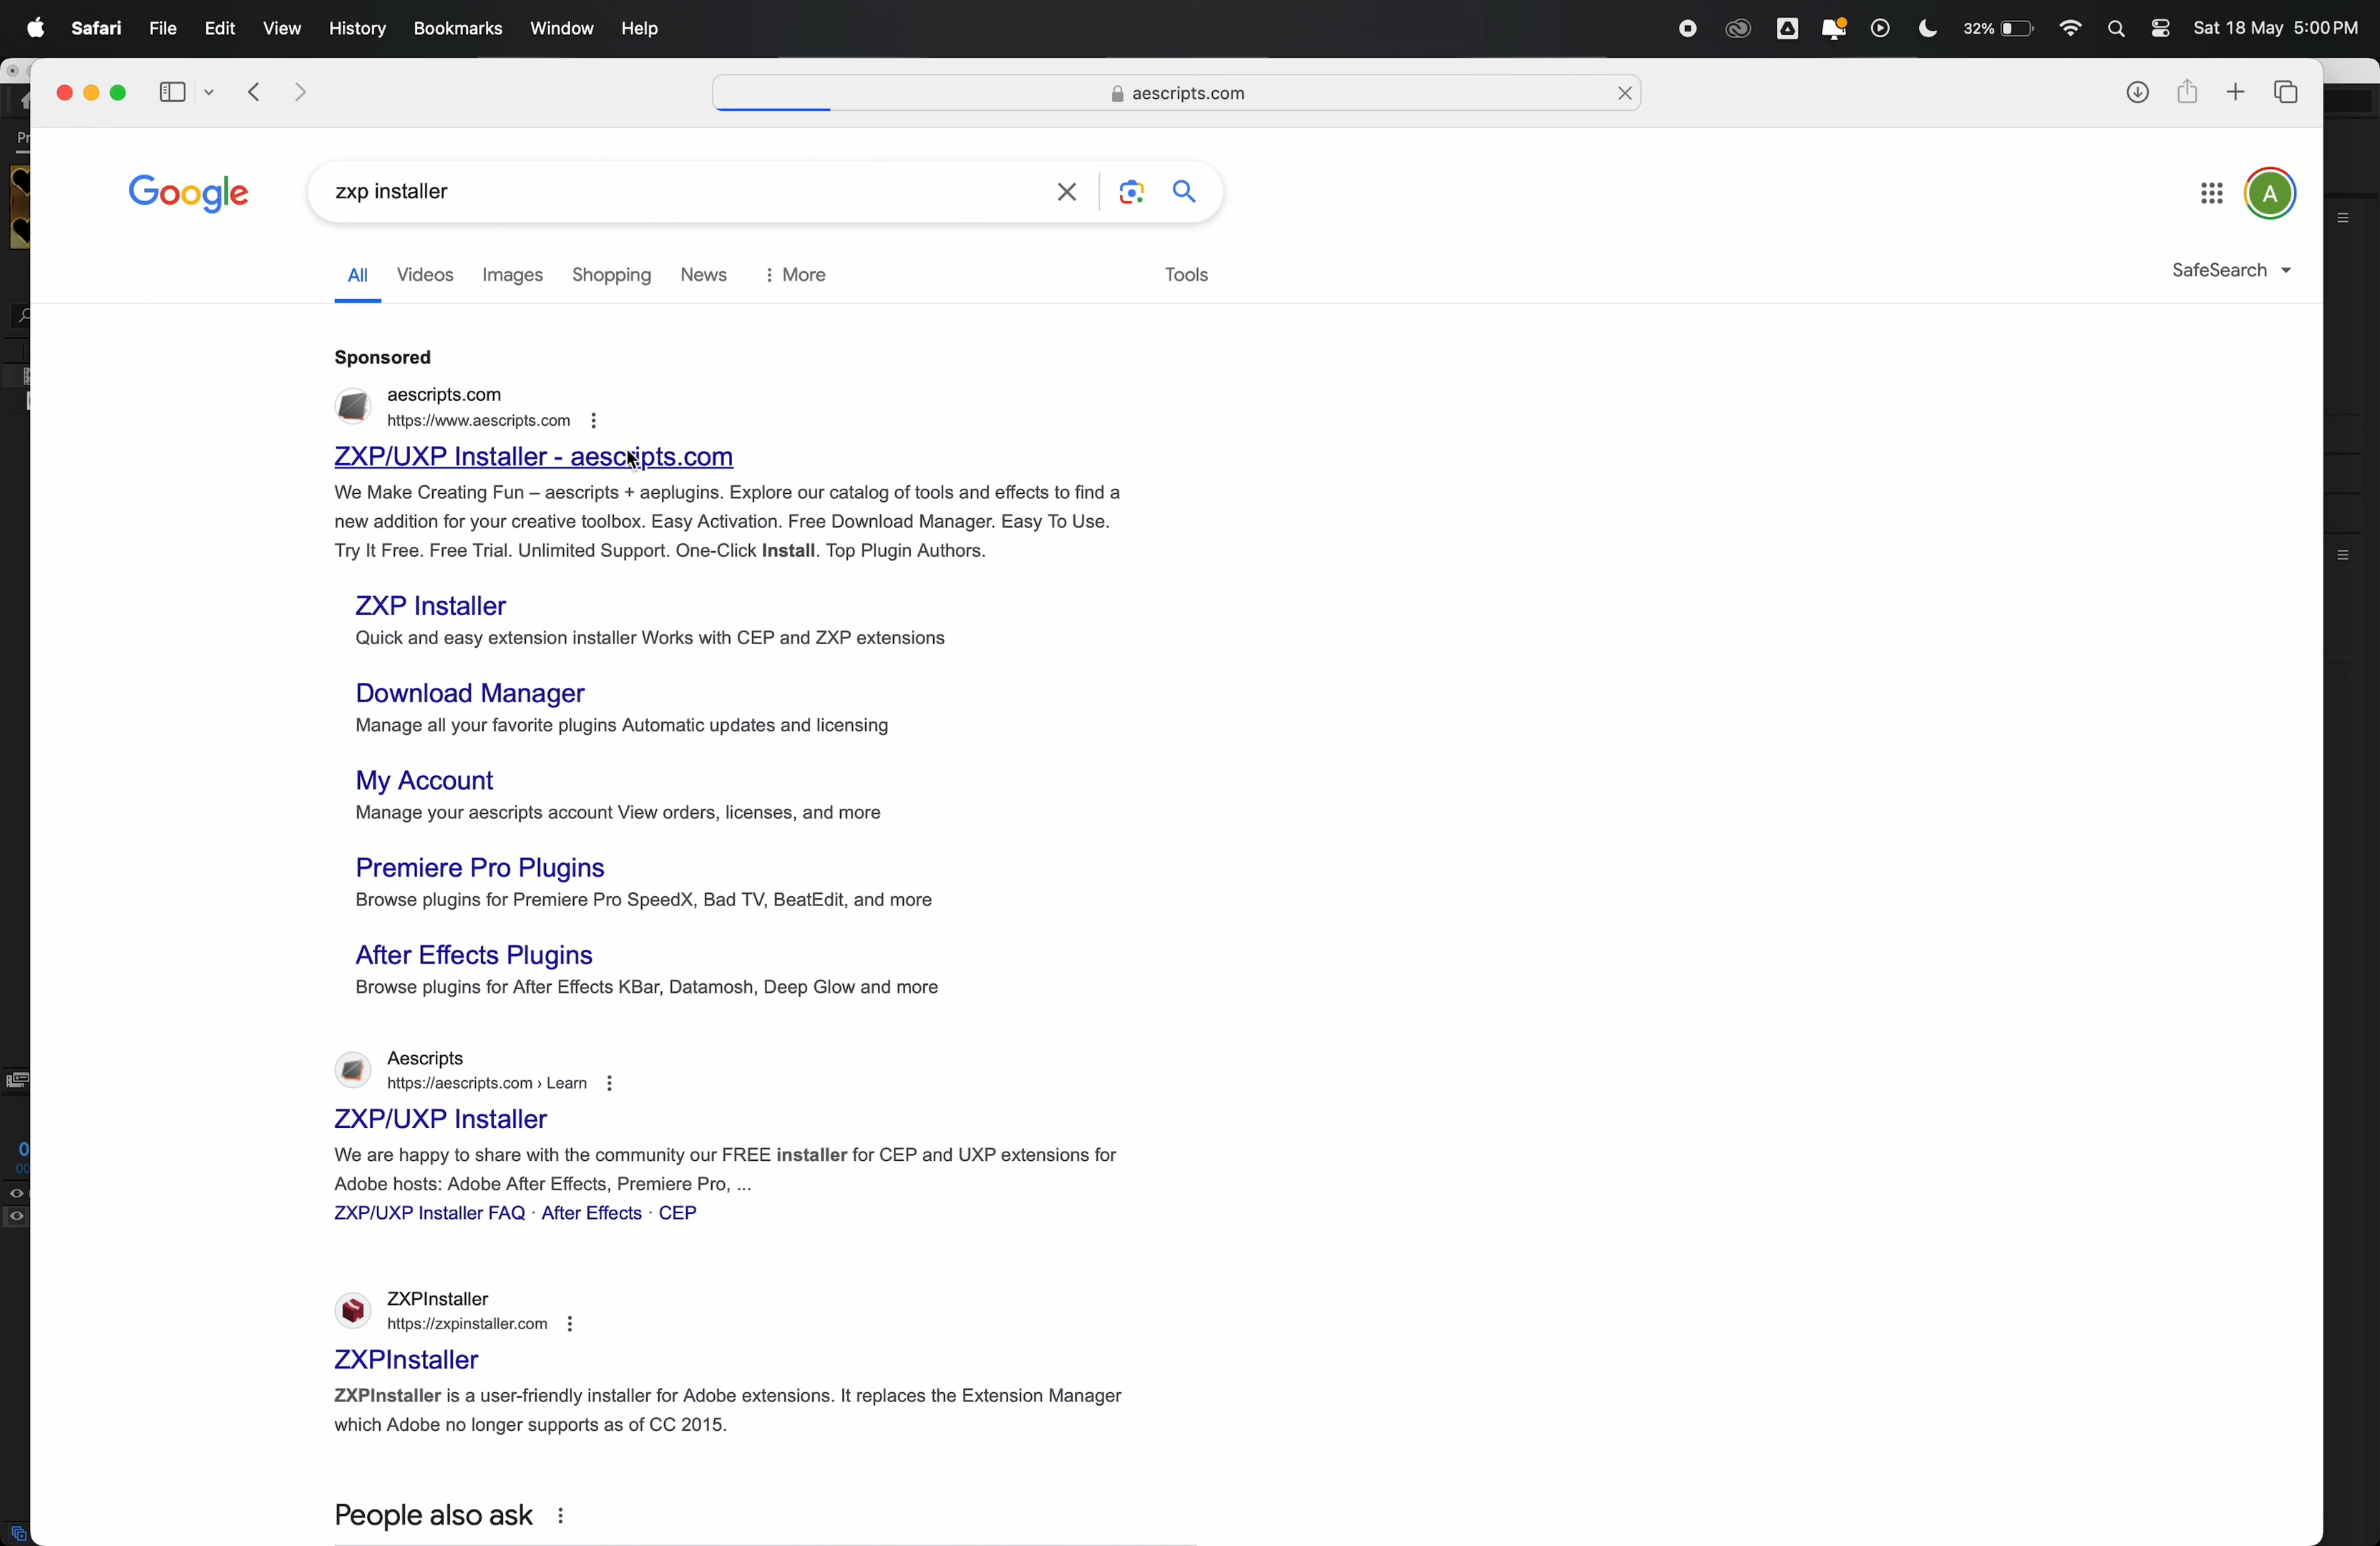 Safari File Edit View History Bookmarks Window Help 32% Sat 18 May 5:00 PM
aescripts.com
Pr
Google zxp installer A
All Videos Images Shopping News More Tools SafeSearch
Sponsored
aescripts.com
https://www.aescripts.com
ZXP/UXP Installer - aescripts.com
We Make Creating Fun – aescripts + aeplugins. Explore our catalog of tools and effects to find a
new addition for your creative toolbox. Easy Activation. Free Download Manager. Easy To Use.
Try It Free. Free Trial. Unlimited Support. One-Click Install. Top Plugin Authors.
ZXP Installer
Quick and easy extension installer Works with CEP and ZXP extensions
Download Manager
Manage all your favorite plugins Automatic updates and licensing
My Account
Manage your aescripts account View orders, licenses, and more
Premiere Pro Plugins
Browse plugins for Premiere Pro SpeedX, Bad TV, BeatEdit, and more
After Effects Plugins
Browse plugins for After Effects KBar, Datamosh, Deep Glow and more
Aescripts
https://aescripts.com › Learn
ZXP/UXP Installer
We are happy to share with the community our FREE installer for CEP and UXP extensions for
Adobe hosts: Adobe After Effects, Premiere Pro, ...
ZXP/UXP Installer FAQ · After Effects · CEP
ZXPInstaller
https://zxpinstaller.com
ZXPInstaller
ZXPInstaller is a user-friendly installer for Adobe extensions. It replaces the Extension Manager
which Adobe no longer supports as of CC 2015.
People also ask